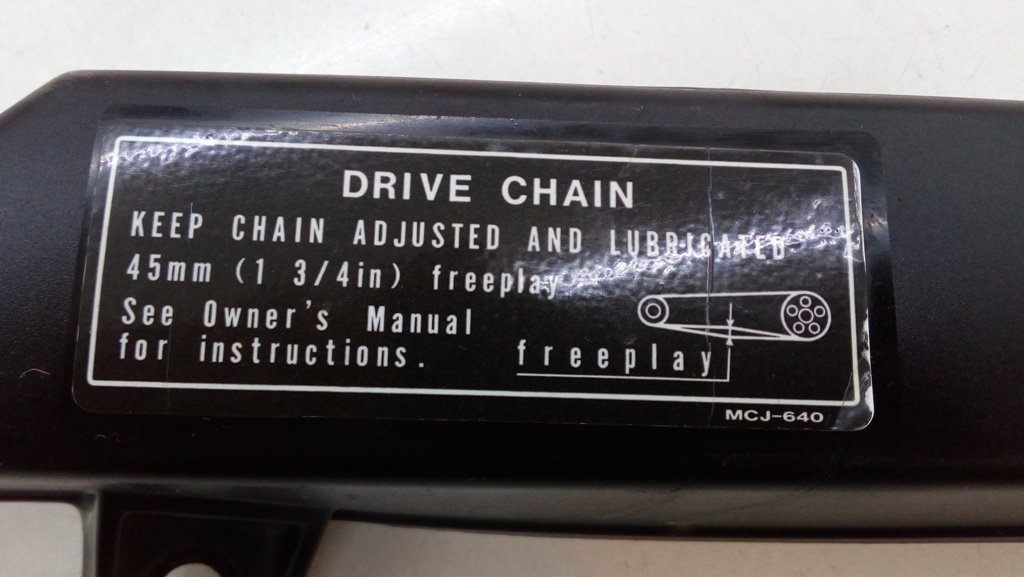 DRIVE CHAIN
KEEP CHAIN ADJUSTED AND LUBRICATED
45mm (1 3/4in) freeplay
See Owner's Manual
for instructions.
freeplay
MCJ-640